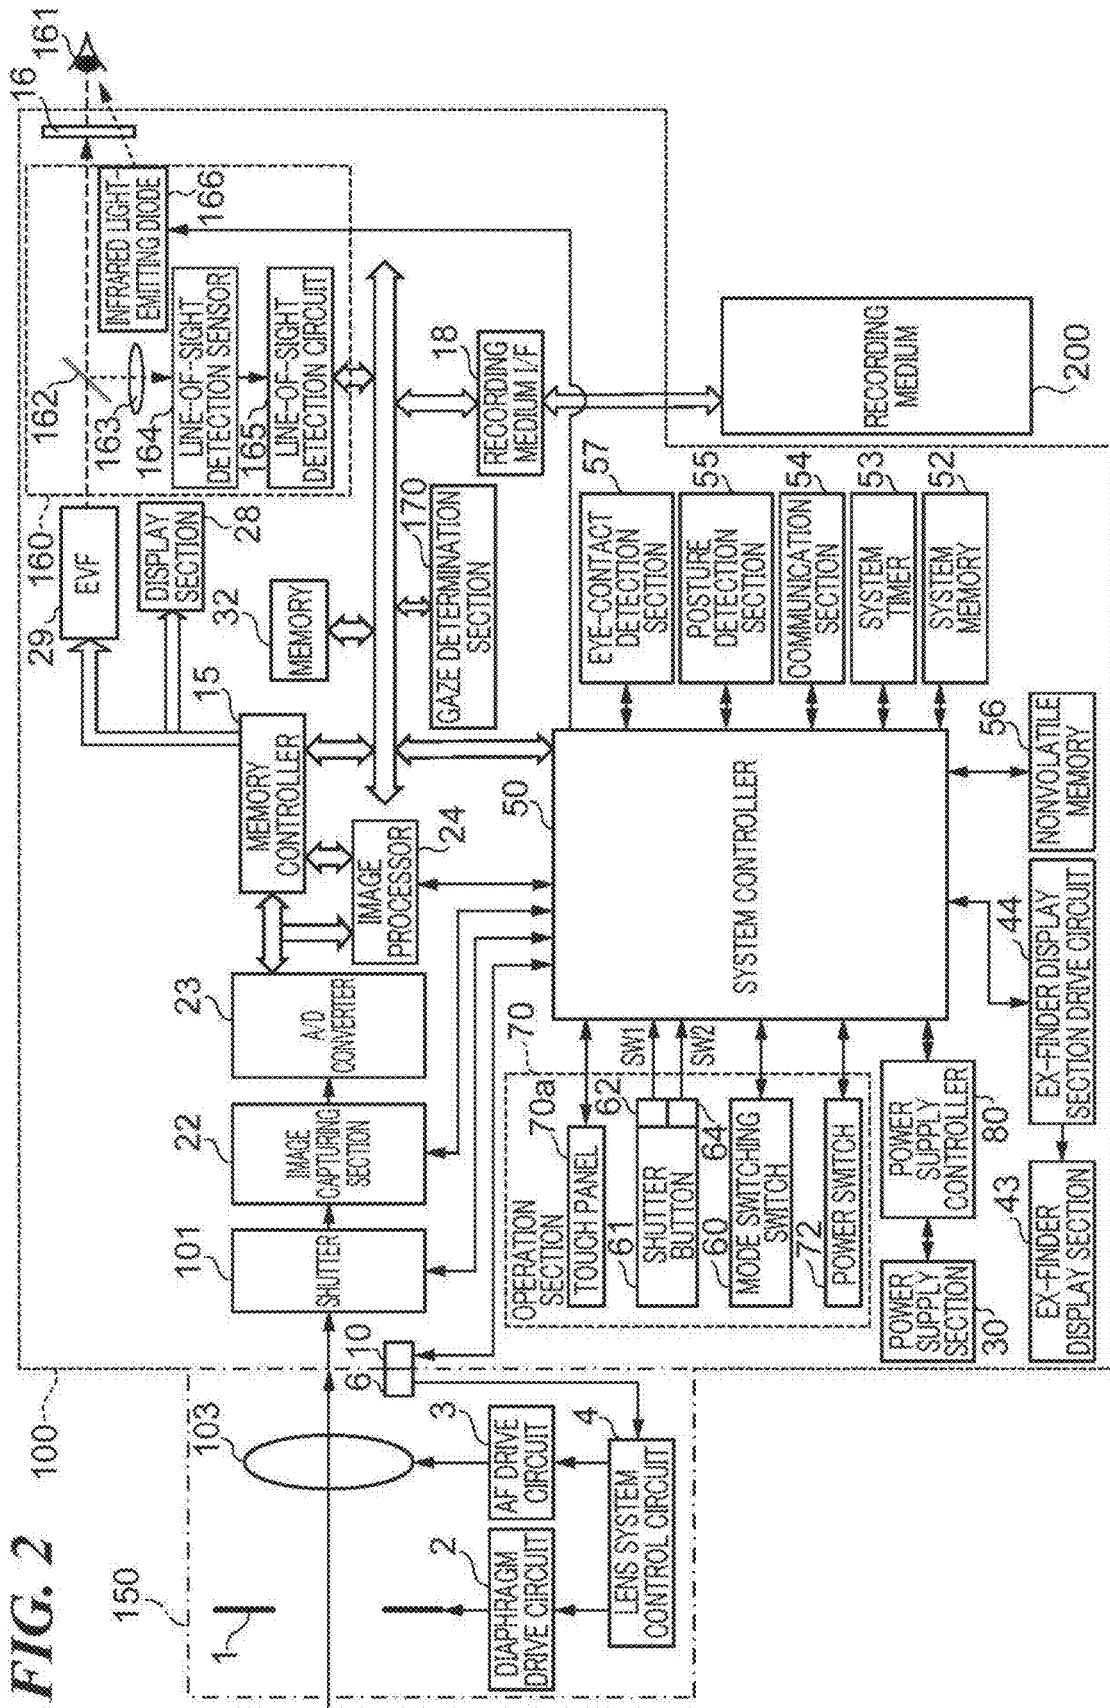 FIG. 2
150
100
1
103
2
DIAPHRAGM
DRIVE CIRCUIT
3
AF DRIVE
CIRCUIT
4
LENS SYSTEM
CONTROL CIRCUIT
6
10
101
SHUTTER
22
IMAGE
CAPTURING
SECTION
23
A/D
CONVERTER
15
MEMORY
CONTROLLER
24
IMAGE
PROCESSOR
29
EVF
28
DISPLAY
SECTION
32
MEMORY
160
162
163
164
LINE-OF-SIGHT
DETECTION SENSOR
165
LINE-OF-SIGHT
DETECTION CIRCUIT
INFRARED LIGHT-
EMITTING DIODE
166
16
161
170
GAZE DETERMINATION
SECTION
18
RECORDING
MEDIUM I/F
RECORDING
MEDIUM
200
50
SYSTEM CONTROLLER
70
OPERATION
SECTION
70a
TOUCH PANEL
61
SHUTTER
BUTTON
62
64
SW1
SW2
60
MODE SWITCHING
SWITCH
72
POWER SWITCH
EYE-CONTACT
DETECTION
SECTION
57
POSTURE
DETECTION
SECTION
55
COMMUNICATION
SECTION
54
SYSTEM
TIMER
53
SYSTEM
MEMORY
52
POWER
SUPPLY
SECTION
30
POWER
SUPPLY
CONTROLLER
80
43
EX-FINDER
DISPLAY SECTION
44
EX-FINDER DISPLAY
SECTION DRIVE CIRCUIT
56
NONVOLATILE
MEMORY